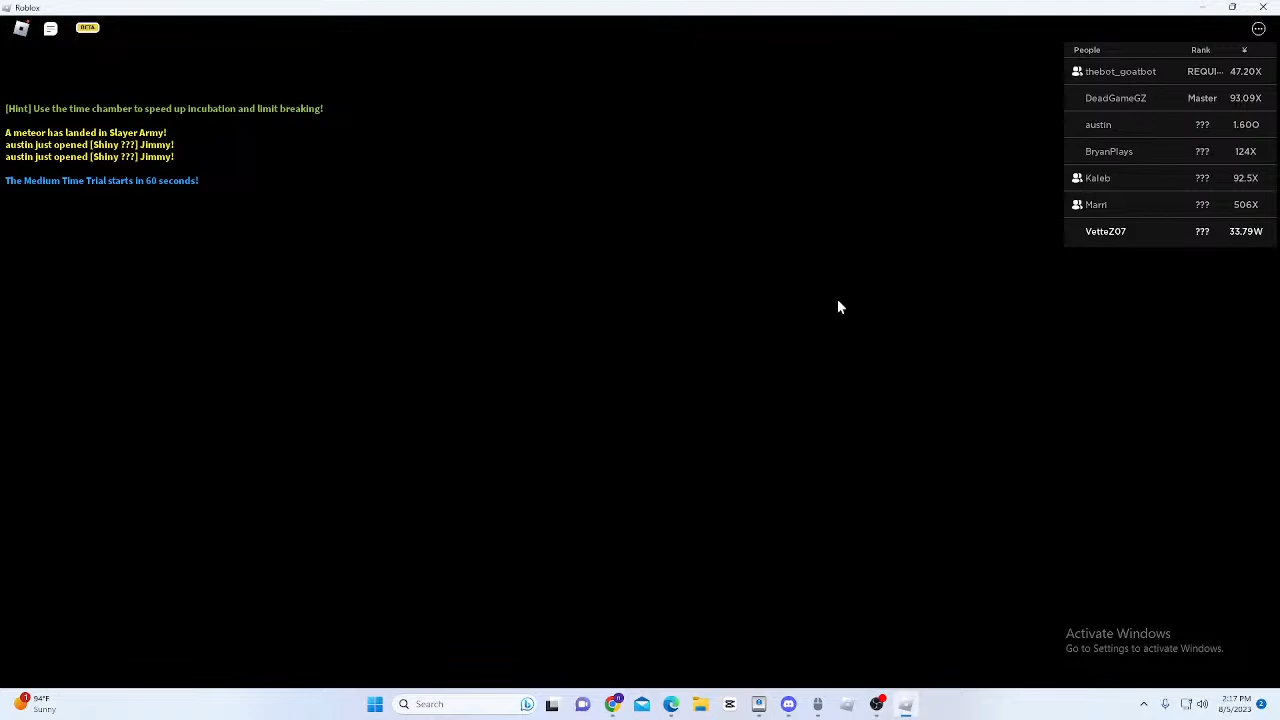 Roblox
BETA
People Rank ¥
thebot_goatbot REQUI... 47.20X
DeadGameGZ Master 93.09X
austin ??? 1.60O
BryanPlays ??? 124X
Kaleb ??? 92.5X
Marri ??? 506X
VetteZ07 ??? 33.79W
[Hint] Use the time chamber to speed up incubation and limit breaking!
A meteor has landed in Slayer Army!
austin just opened [Shiny ???] Jimmy!
austin just opened [Shiny ???] Jimmy!
The Medium Time Trial starts in 60 seconds!
Activate Windows
Go to Settings to activate Windows.
1
94°F
Sunny
Search
2:17 PM
8/5/2023
2